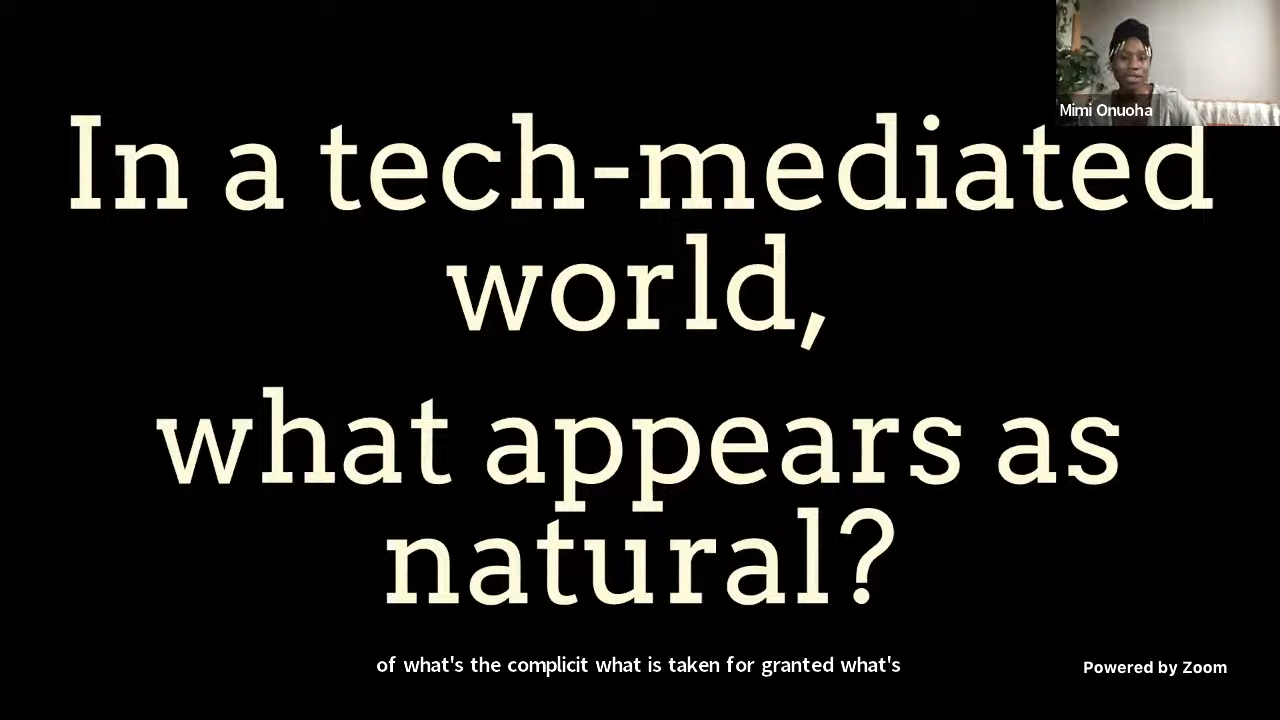 Mimi Onuoha
In a tech-mediated
world,
what appears as
natural?
of what's the complicit what is taken for granted what's
Powered by Zoom